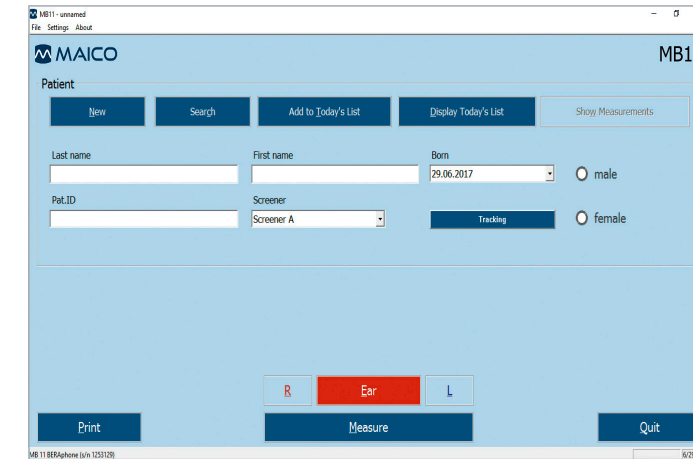 MB11 - unnamed
File Settings About
MAICO
MB1
Patient
New Search Add to Today's List Display Today's List Show Measurements
Last name First name Born
29.06.2017 male
Pat.ID Screener
Screener A Tracking female
R Ear L
Print Measure Quit
MB 11 BERAphone (s/n 1253129) 6/29